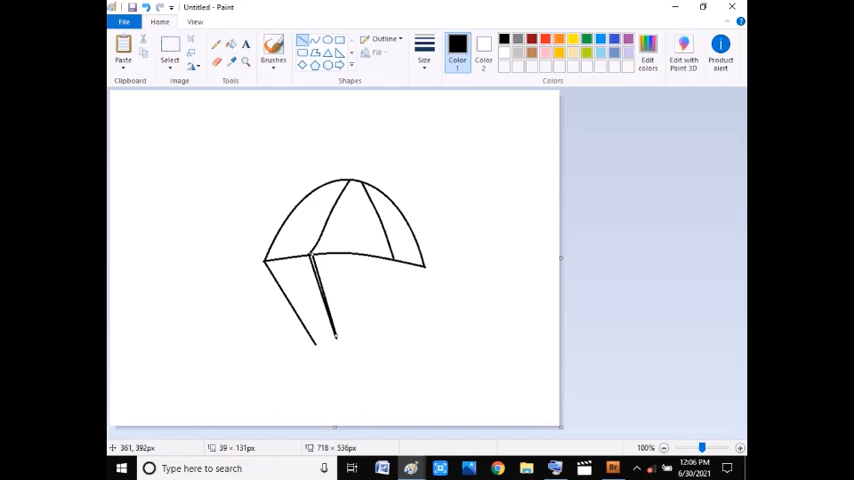 Untitled - Paint
File
Home
View
Paste
Clipboard
Select
Image
A
Tools
Brushes
Outline
Fill
Shapes
Size
Color
1
Color
2
Edit
colors
Colors
Edit with
Paint 3D
Product
alert
361, 392px
39 × 131px
718 × 536px
100%
Type here to search
Br
12:06 PM
6/30/2021